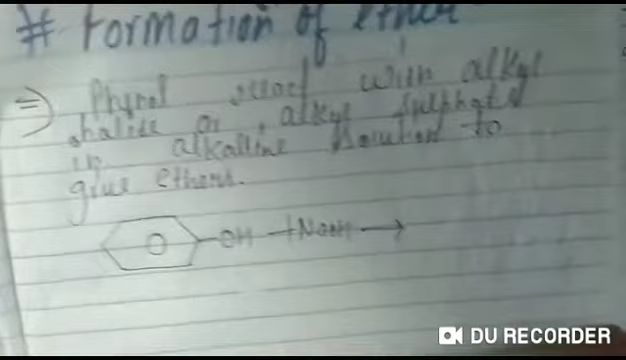 # Formation of ether
⇒) Phynol react with alkyl
halide or alkyl sulphate
in alkaline solution to
give ethers.
OH + NaOH →
DU RECORDER